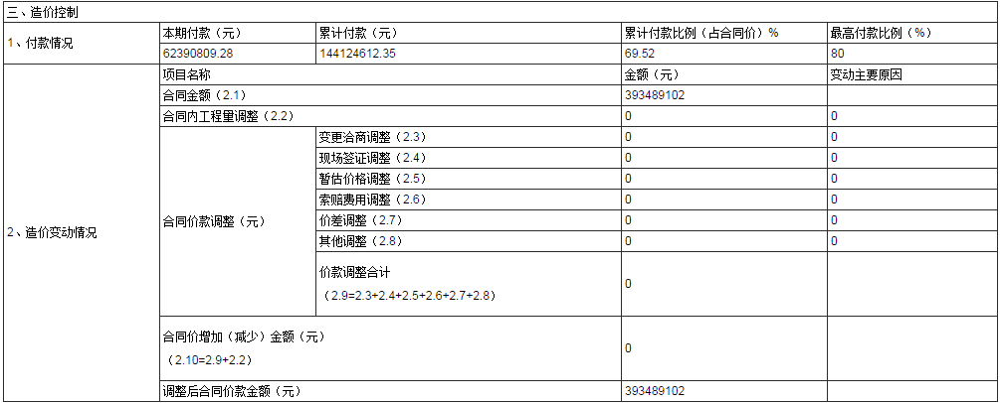 三、造价控制
1、付款情况
本期付款（元）
累计付款（元）
累计付款比例（占合同价）%
最高付款比例（%）
62390809.28
144124612.35
69.52
80
2、造价变动情况
项目名称
金额（元）
变动主要原因
合同金额（2.1）
393489102
合同内工程量调整（2.2）
0
0
合同价款调整（元）
变更洽商调整（2.3）
0
0
现场签证调整（2.4）
0
0
暂估价格调整（2.5）
0
0
索赔费用调整（2.6）
0
0
价差调整（2.7）
0
0
其他调整（2.8）
0
0
价款调整合计
（2.9=2.3+2.4+2.5+2.6+2.7+2.8）
0
合同价增加（减少）金额（元）
（2.10=2.9+2.2）
0
调整后合同价款金额（元）
393489102